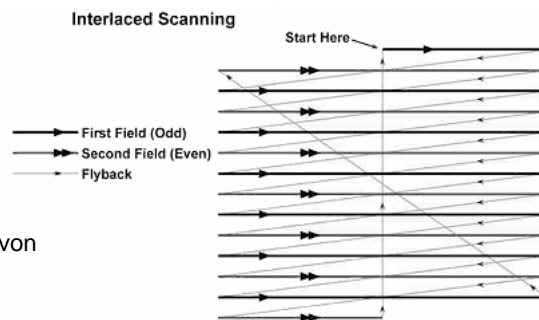 Interlaced Scanning
Start Here
First Field (Odd)
Second Field (Even)
Flyback
von